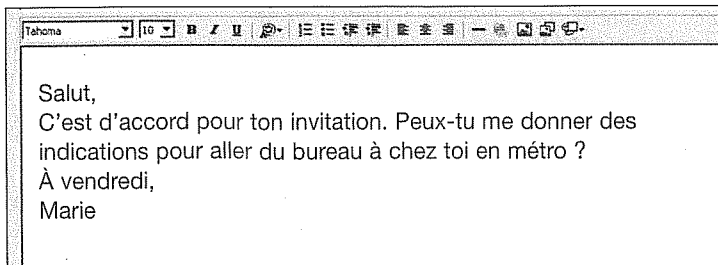 Tahoma 10 B I U
Salut,
C'est d'accord pour ton invitation. Peux-tu me donner des
indications pour aller du bureau à chez toi en métro ?
À vendredi,
Marie